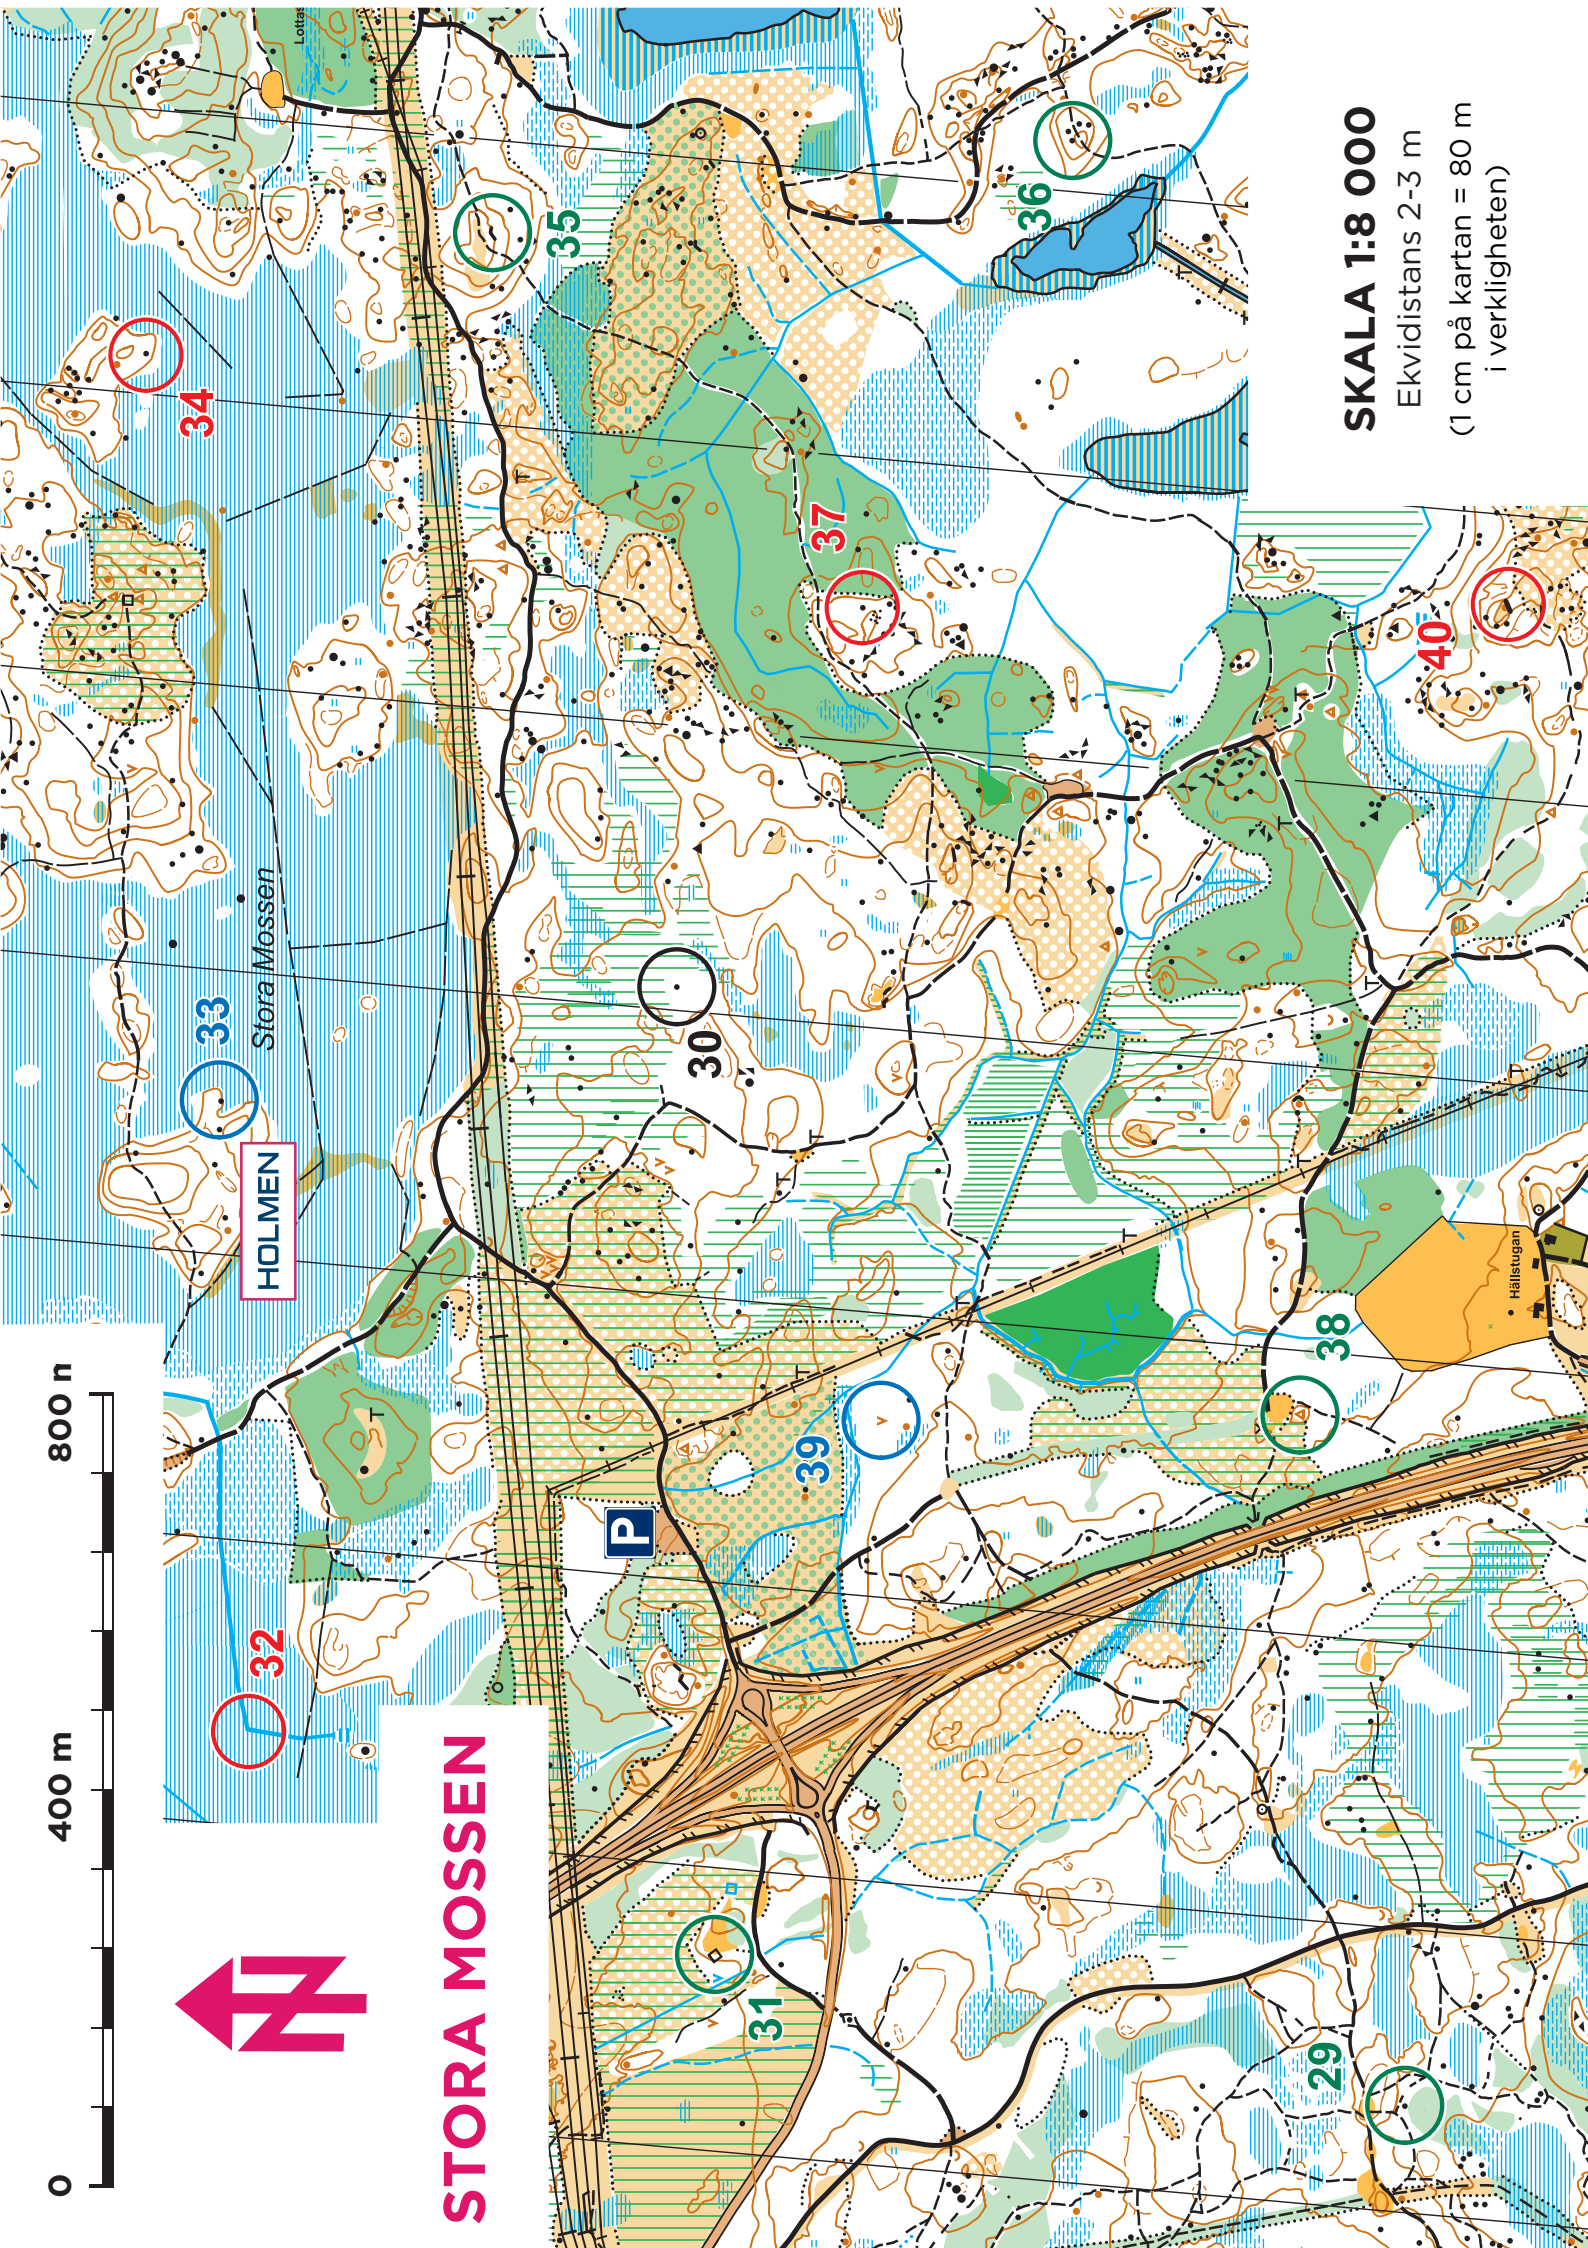 STORA MOSSEN
0
400 m
800 n
HOLMEN
Stora Mossen
Lottas
P
Hällstugan
29
30
31
32
33
34
35
36
37
38
39
40
SKALA 1:8 000
Ekvidistans 2-3 m
(1 cm på kartan = 80 m
i verkligheten)